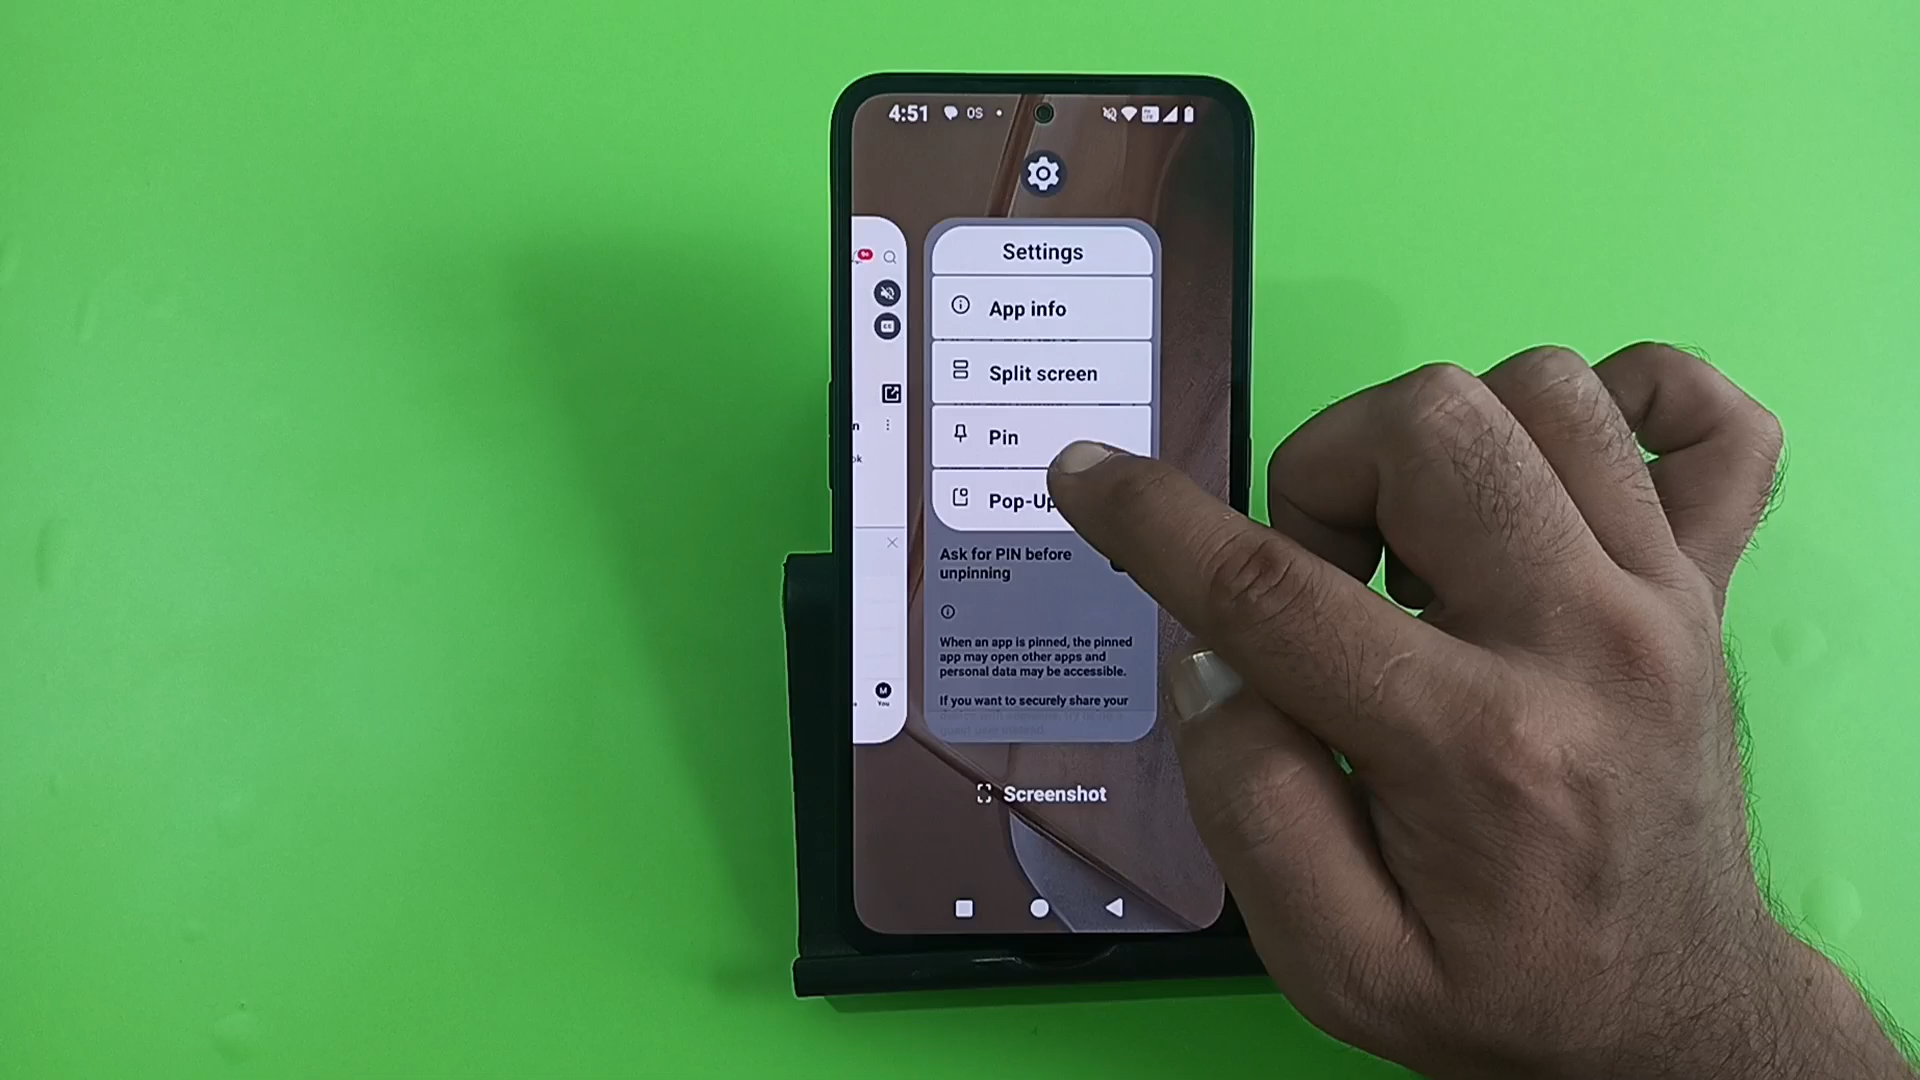 4:51 OS
Settings
App info
Split screen
Pin
Pop-Up
Ask for PIN before
unpinning
When an app is pinned, the pinned
app may open other apps and
personal data may be accessible.
If you want to securely share your
You
Screenshot